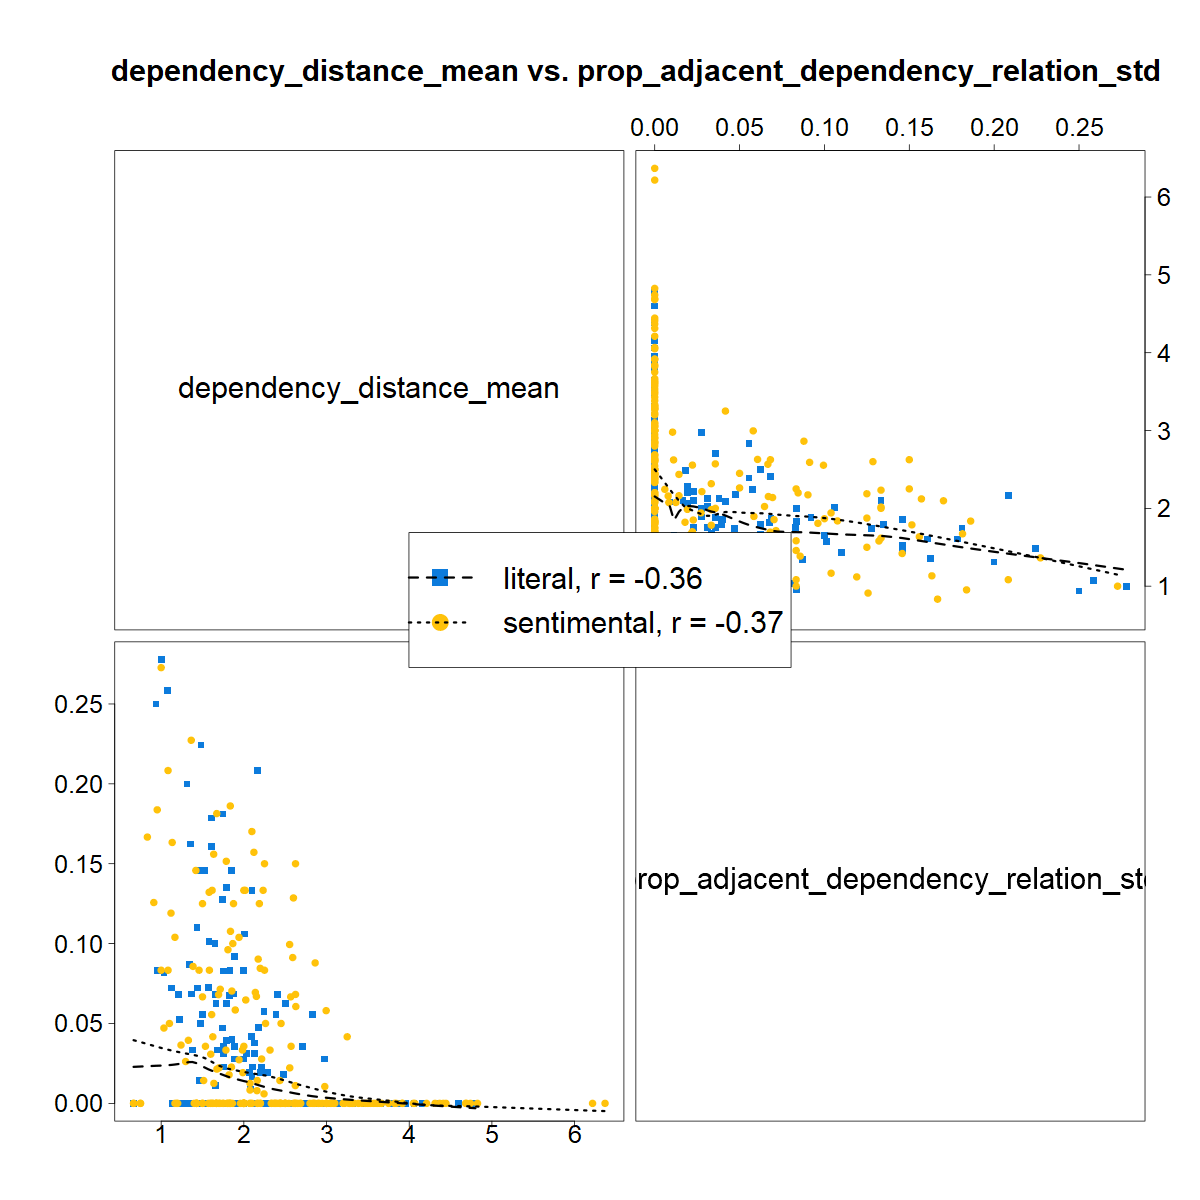 dependency_distance_mean vs. prop_adjacent_dependency_relation_std
0.00 0.05 0.10 0.15 0.20 0.25
6
5
4
3
2
1
dependency_distance_mean
literal, r = -0.36
sentimental, r = -0.37
0.25
0.20
0.15
0.10
0.05
0.00
rop_adjacent_dependency_relation_st
1 2 3 4 5 6